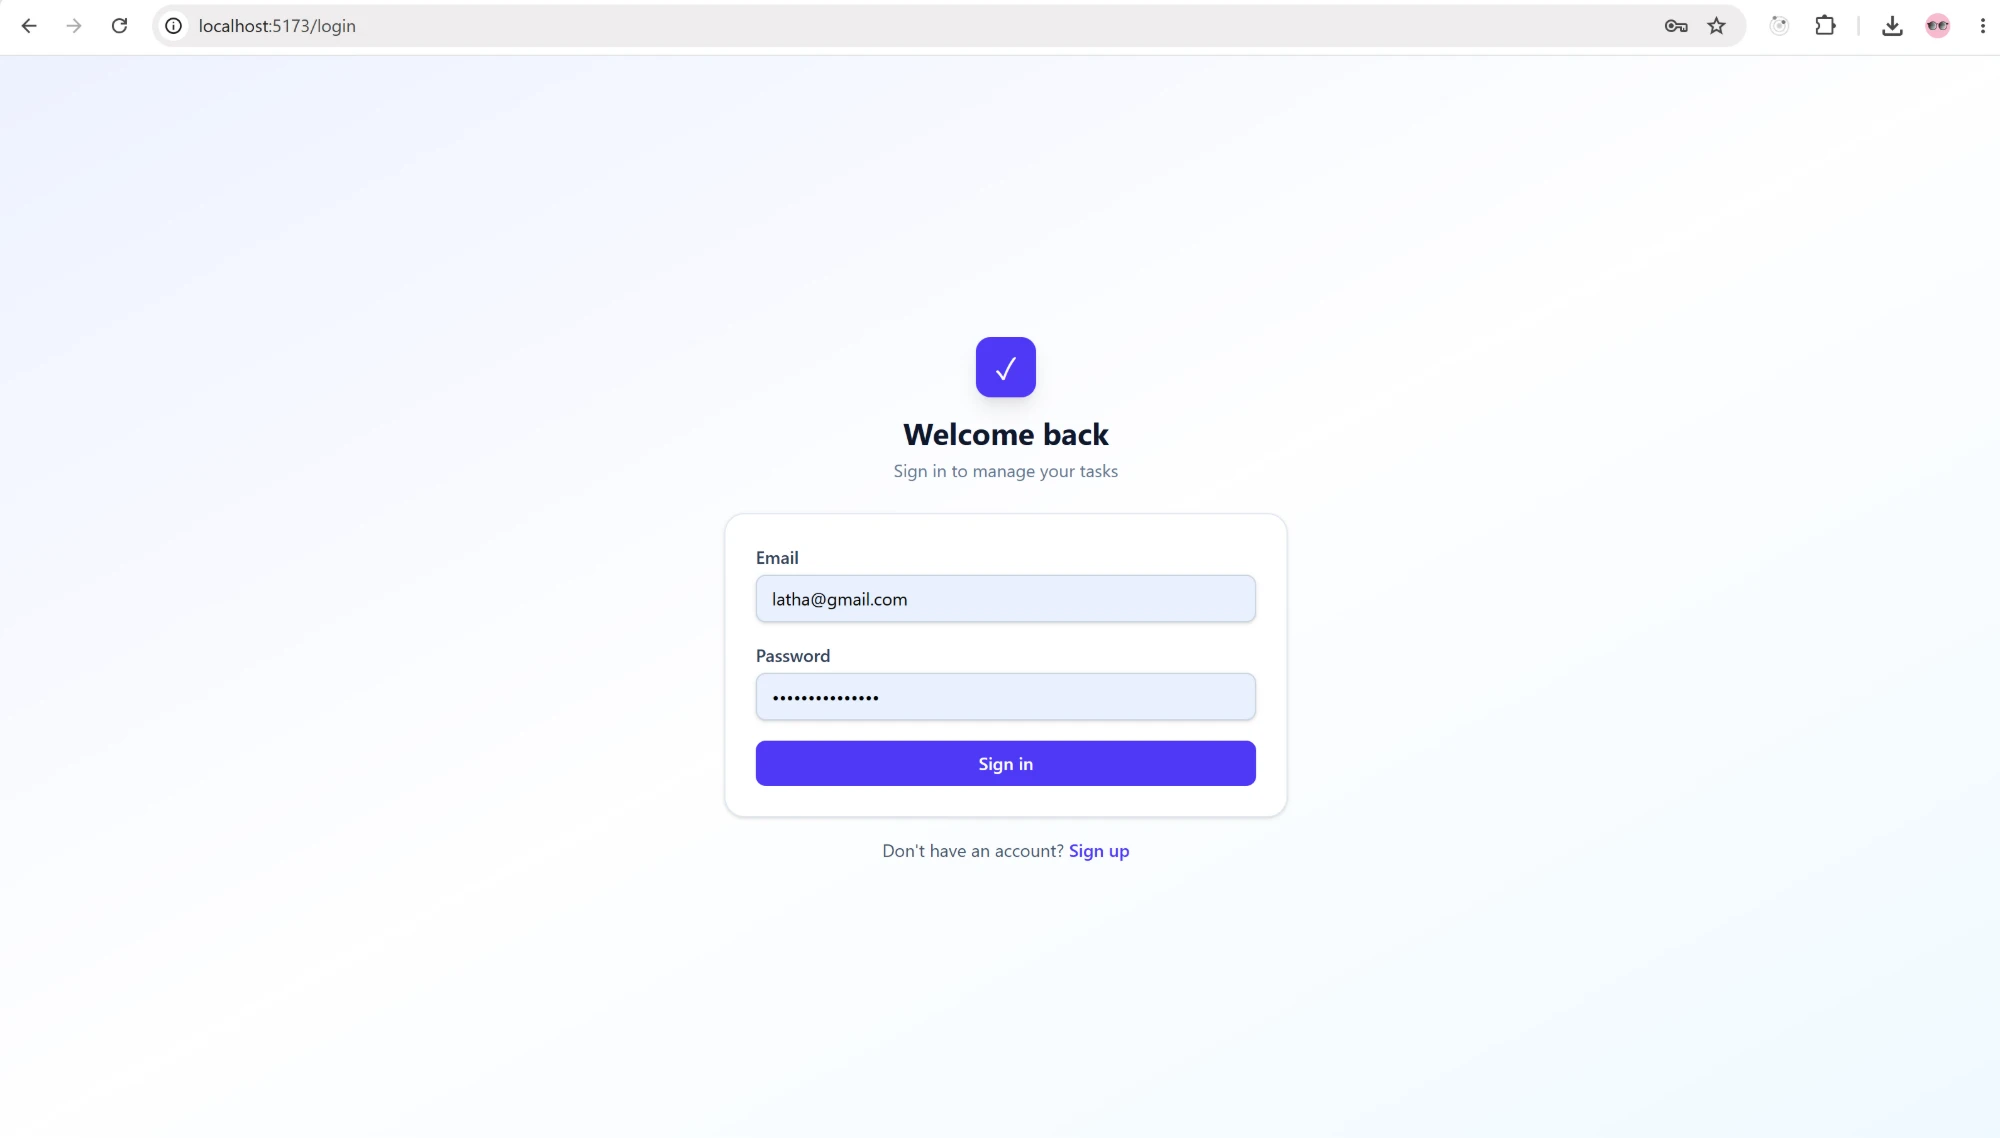 localhost:5173/login
Welcome back
Sign in to manage your tasks
Email
latha@gmail.com
Password
•••••••••••••••
Sign in
Don't have an account? Sign up